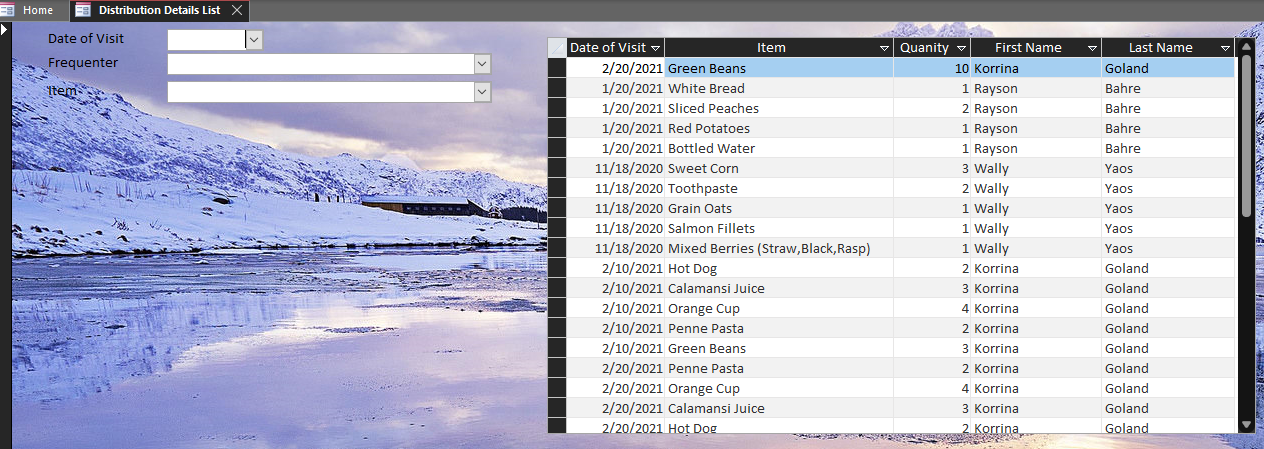 Home Distribution Details List
Date of Visit
Frequenter
Item
Date of Visit Item Quanity First Name Last Name
2/20/2021 Green Beans 10 Korrina Goland
1/20/2021 White Bread 1 Rayson Bahre
1/20/2021 Sliced Peaches 2 Rayson Bahre
1/20/2021 Red Potatoes 1 Rayson Bahre
1/20/2021 Bottled Water 1 Rayson Bahre
11/18/2020 Sweet Corn 3 Wally Yaos
11/18/2020 Toothpaste 2 Wally Yaos
11/18/2020 Grain Oats 1 Wally Yaos
11/18/2020 Salmon Fillets 1 Wally Yaos
11/18/2020 Mixed Berries (Straw,Black,Rasp) 1 Wally Yaos
2/10/2021 Hot Dog 2 Korrina Goland
2/10/2021 Calamansi Juice 3 Korrina Goland
2/10/2021 Orange Cup 4 Korrina Goland
2/10/2021 Penne Pasta 2 Korrina Goland
2/10/2021 Green Beans 3 Korrina Goland
2/20/2021 Penne Pasta 2 Korrina Goland
2/20/2021 Orange Cup 4 Korrina Goland
2/20/2021 Calamansi Juice 3 Korrina Goland
2/20/2021 Hot Dog 2 Korrina Goland